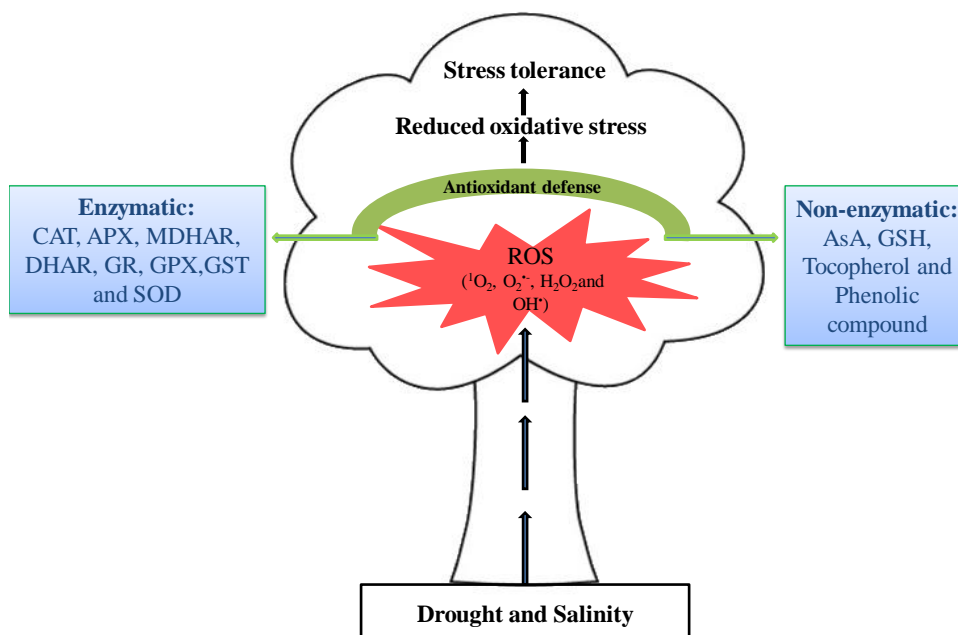 Stress tolerance
Reduced oxidative stress
Antioxidant defense
Enzymatic:
CAT, APX, MDHAR,
DHAR, GR, GPX,GST
and SOD
Non-enzymatic:
AsA, GSH,
Tocopherol and
Phenolic
compound
ROS
(¹O₂, O₂•-, H₂O₂and
OH•)
Drought and Salinity